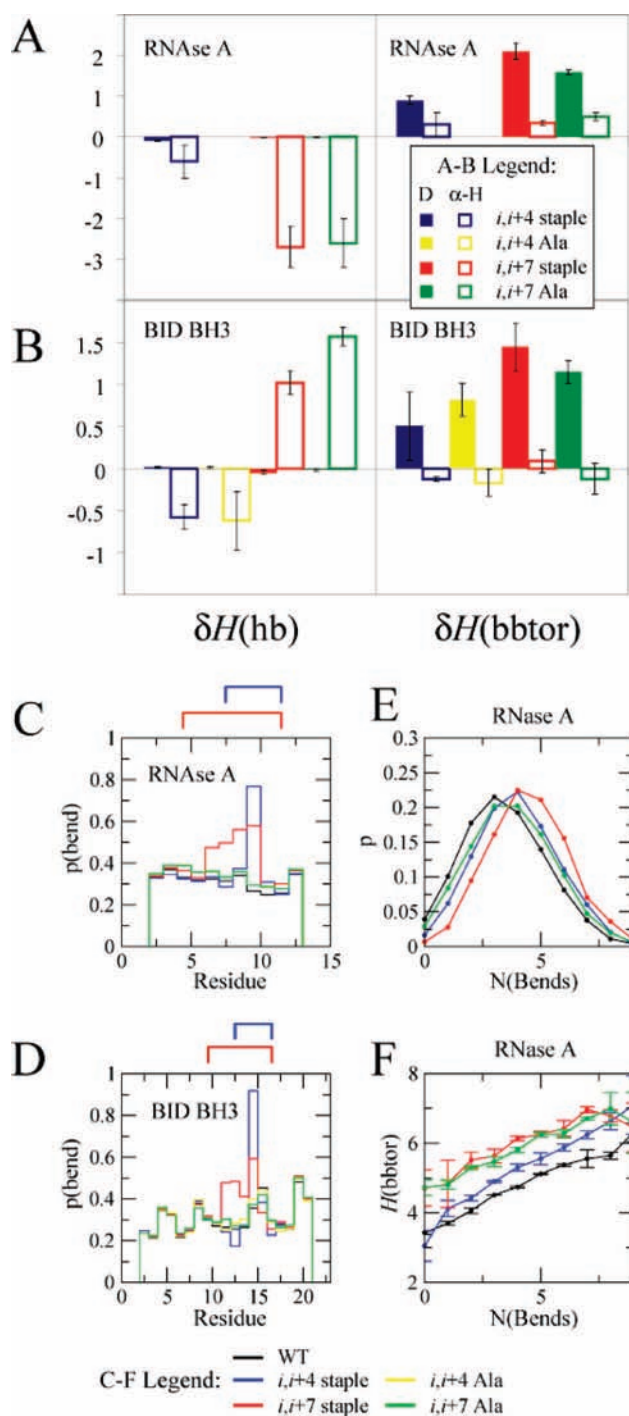 A
RNAse A
RNAse A
2
1
0
-1
-2
-3
A-B Legend:
D α-H
i,i+4 staple
i,i+4 Ala
i,i+7 staple
i,i+7 Ala
B
BID BH3
BID BH3
1.5
1
0.5
0
-0.5
-1
δH(hb)
δH(bbtor)
C
RNAse A
p(bend)
1
0.8
0.6
0.4
0.2
0
0 5 10 15
Residue
E
RNase A
p
0.3
0.25
0.2
0.15
0.1
0.05
0
0 5
N(Bends)
D
BID BH3
p(bend)
1
0.8
0.6
0.4
0.2
0
0 5 10 15 20
Residue
F
RNase A
H(bbtor)
8
6
4
2
0 5
N(Bends)
C-F Legend:
WT
i,i+4 staple
i,i+4 Ala
i,i+7 staple
i,i+7 Ala